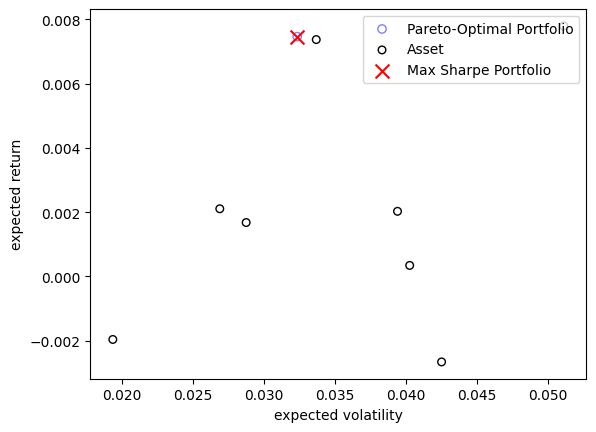 0.008
0.006
0.004
0.002
0.000
−0.002
expected return
Pareto-Optimal Portfolio
Asset
Max Sharpe Portfolio
0.020 0.025 0.030 0.035 0.040 0.045 0.050
expected volatility